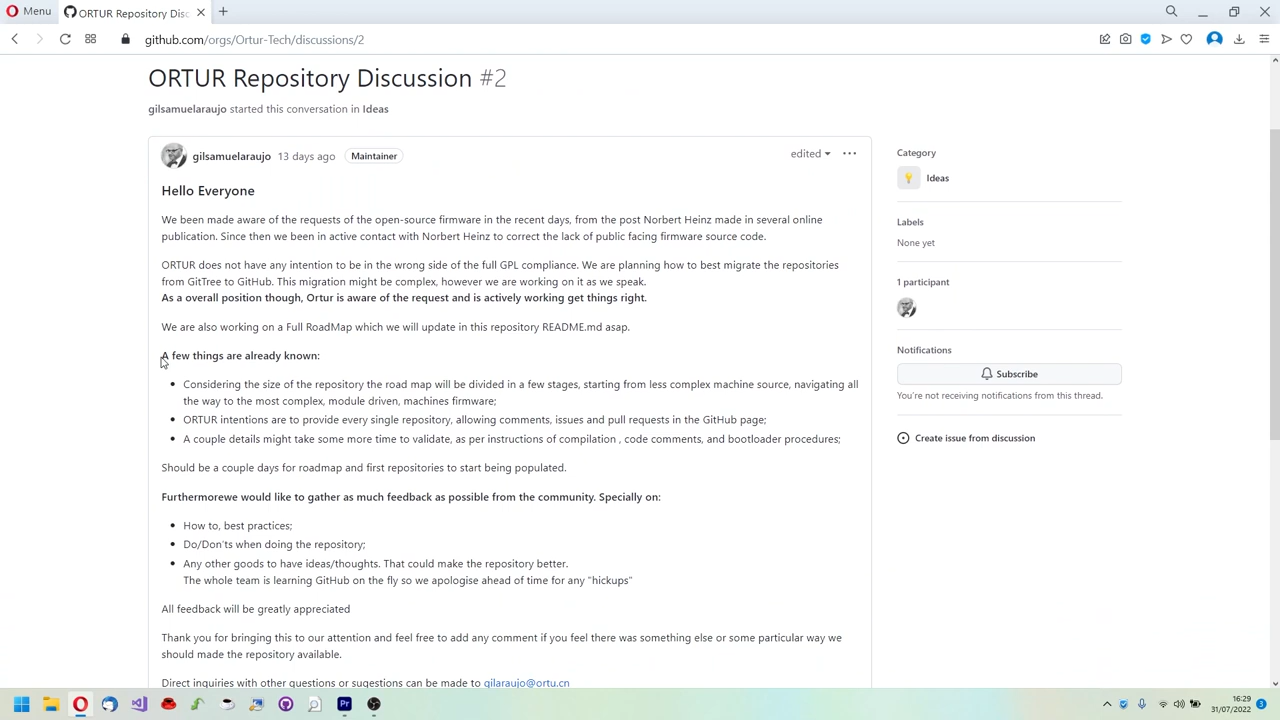 Menu
ORTUR Repository Disc
github.com/orgs/Ortur-Tech/discussions/2
ORTUR Repository Discussion #2
gilsamuelaraujo started this conversation in Ideas
gilsamuelaraujo 13 days ago Maintainer
edited
Hello Everyone
We been made aware of the requests of the open-source firmware in the recent days, from the post Norbert Heinz made in several online
publication. Since then we been in active contact with Norbert Heinz to correct the lack of public facing firmware source code.
ORTUR does not have any intention to be in the wrong side of the full GPL compliance. We are planning how to best migrate the repositories
from GitTree to GitHub. This migration might be complex, however we are working on it as we speak.
As a overall position though, Ortur is aware of the request and is actively working get things right.
We are also working on a Full RoadMap which we will update in this repository README.md asap.
A few things are already known:
Considering the size of the repository the road map will be divided in a few stages, starting from less complex machine source, navigating all
the way to the most complex, module driven, machines firmware;
ORTUR intentions are to provide every single repository, allowing comments, issues and pull requests in the GitHub page;
A couple details might take some more time to validate, as per instructions of compilation , code comments, and bootloader procedures;
Should be a couple days for roadmap and first repositories to start being populated.
Furthermorewe would like to gather as much feedback as possible from the community. Specially on:
How to, best practices;
Do/Don'ts when doing the repository;
Any other goods to have ideas/thoughts. That could make the repository better.
The whole team is learning GitHub on the fly so we apologise ahead of time for any "hickups"
All feedback will be greatly appreciated
Thank you for bringing this to our attention and feel free to add any comment if you feel there was something else or some particular way we
should made the repository available.
Direct inquiries with other questions or sugestions can be made to gilaraujo@ortu.cn
Category
Ideas
Labels
None yet
1 participant
Notifications
Subscribe
You're not receiving notifications from this thread.
Create issue from discussion
Pr
16:29
31/07/2022
3